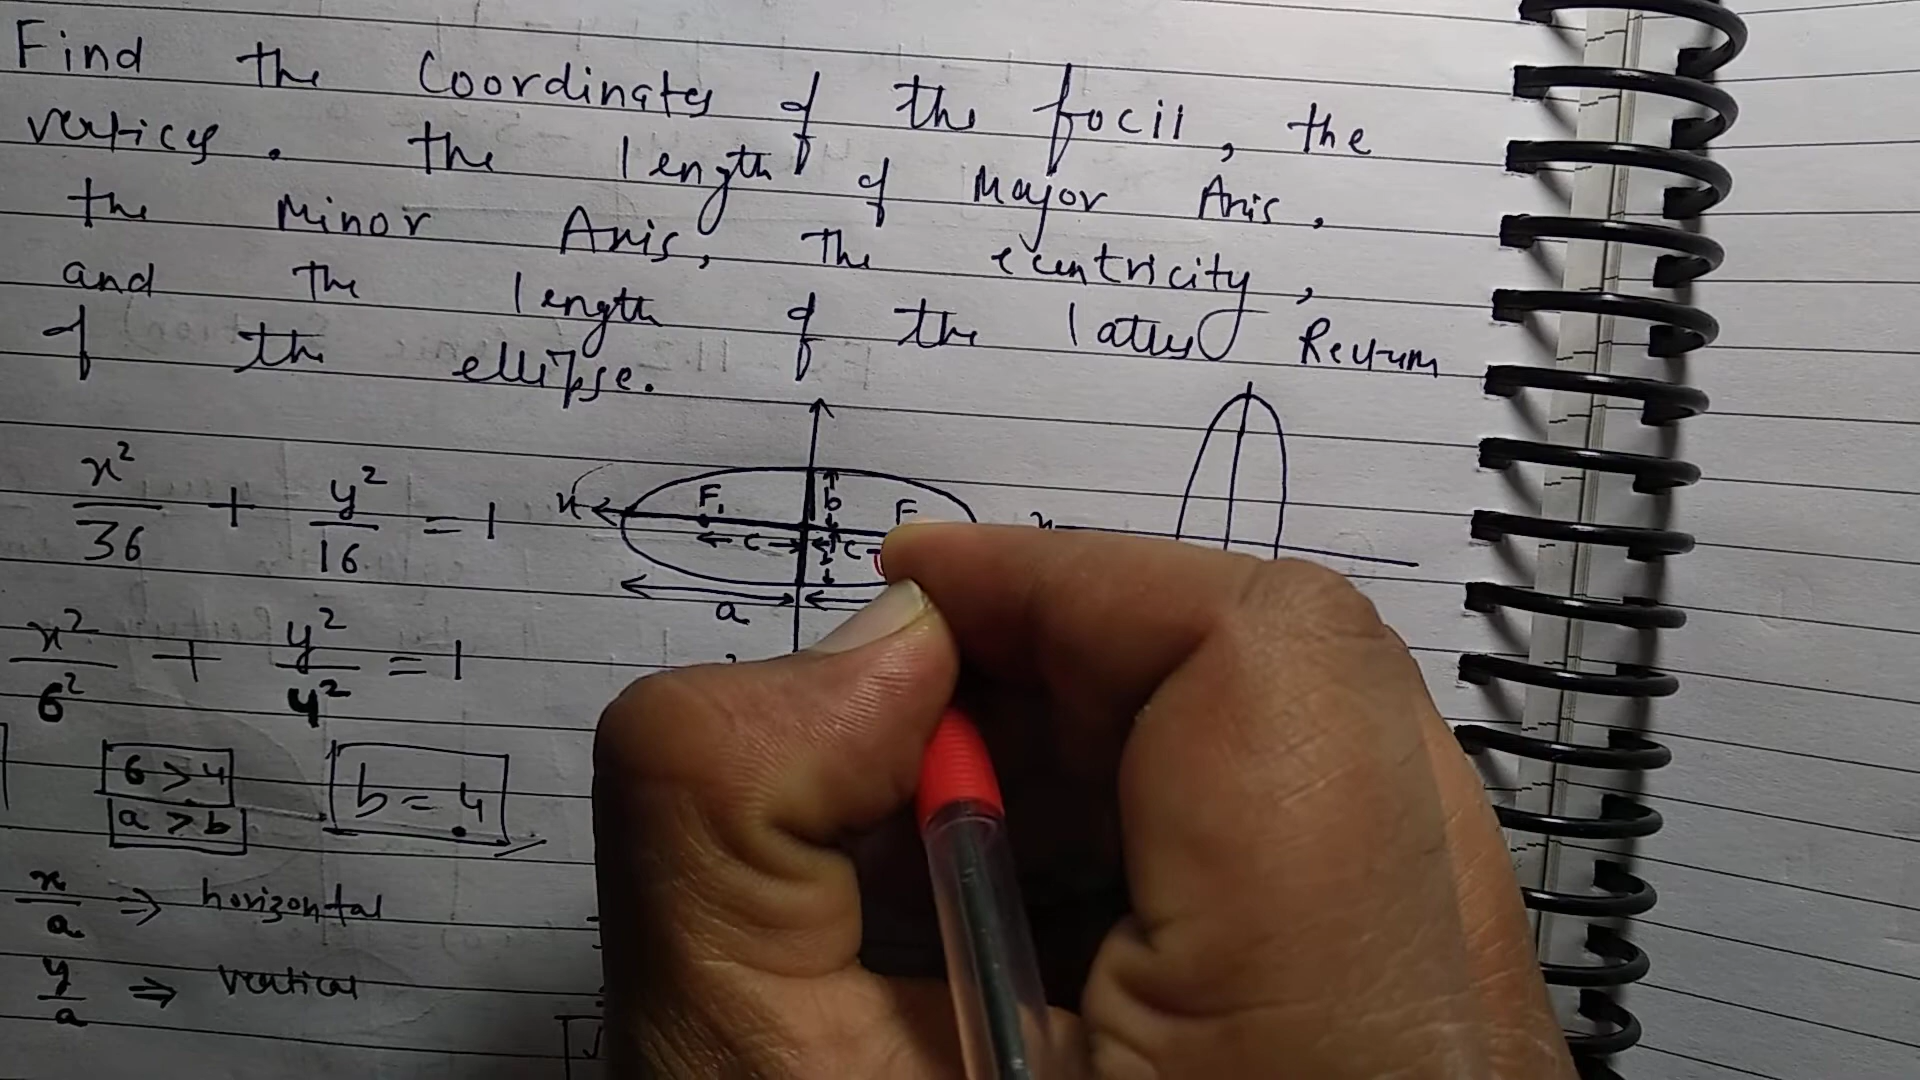 Find the Coordinates of the focii, the
vertices. the length of Major Axis,
the Minor Axis, The eccentricity,
and The length of the latus Rectum
of the ellipse.
x²/36 + y²/16 = 1
x F₁ b F
c c
a
x
x²/6² + y²/4² = 1
6 > 4
a > b
b = 4
x/a ⇒ horizontal
y/a ⇒ vertical